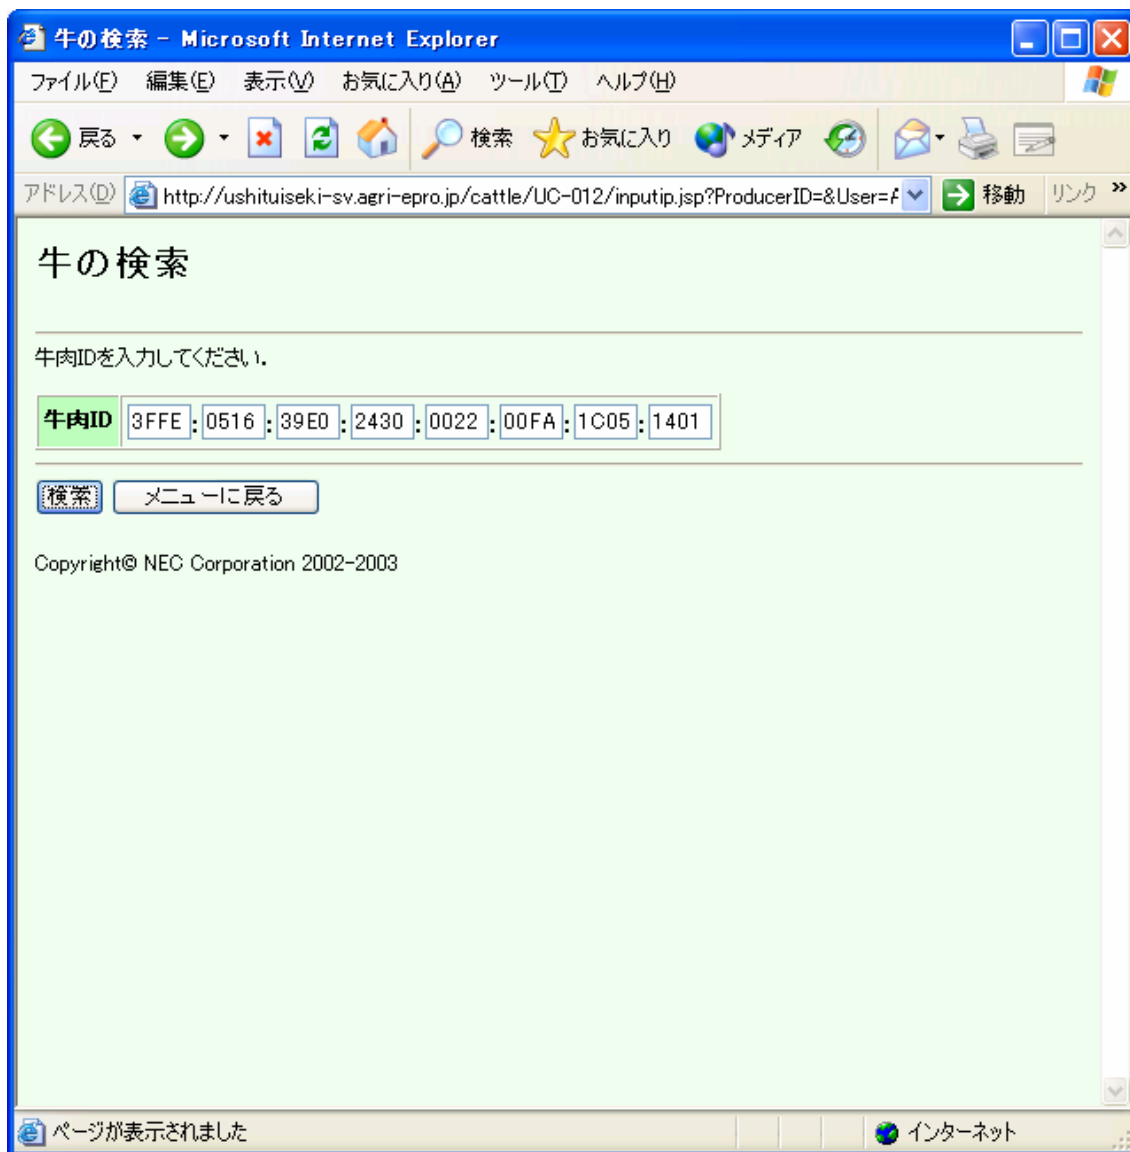 牛の検索 - Microsoft Internet Explorer
ファイル(F) 編集(E) 表示(V) お気に入り(A) ツール(T) ヘルプ(H)
戻る 検索 お気に入り メディア
アドレス(D) http://ushituiseki-sv.agri-epro.jp/cattle/UC-012/inputip.jsp?ProducerID=&User= 移動 リンク »
牛の検索
牛肉IDを入力してください.
牛肉ID 3FFE:0516:39E0:2430:0022:00FA:1C05:1401
検索 メニューに戻る
Copyright© NEC Corporation 2002-2003
ページが表示されました インターネット